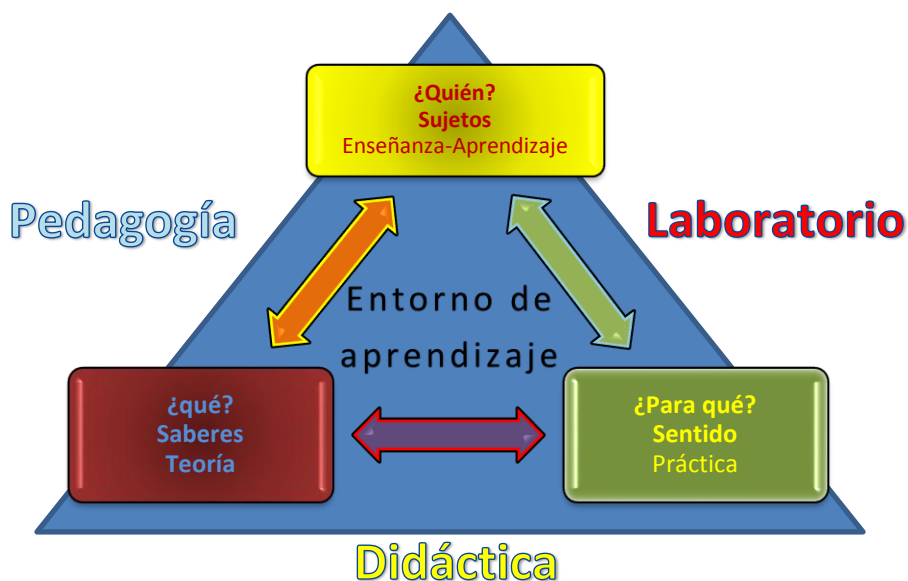 ¿Quién?
Sujetos
Enseñanza-Aprendizaje
Pedagogía
Laboratorio
Entorno de
aprendizaje
¿qué?
Saberes
Teoría
¿Para qué?
Sentido
Práctica
Didáctica